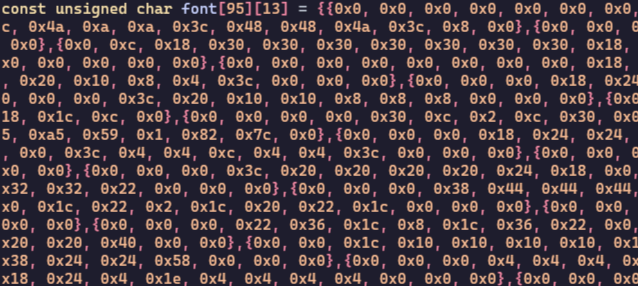 const unsigned char font[95][13] = {{0x0, 0x0, 0x0, 0x0, 0x0, 0x0, 0x0
c, 0x4a, 0xa, 0xa, 0x3c, 0x48, 0x48, 0x4a, 0x3c, 0x8, 0x0},{0x0, 0x0
0x0},{0x0, 0xc, 0x18, 0x30, 0x30, 0x30, 0x30, 0x30, 0x30, 0x30, 0x18,
x0, 0x0, 0x0, 0x0, 0x0},{0x0, 0x0, 0x0, 0x0, 0x0, 0x0, 0x0, 0x0, 0x18,
, 0x20, 0x10, 0x8, 0x4, 0x3c, 0x0, 0x0, 0x0},{0x0, 0x0, 0x0, 0x18, 0x24
0, 0x0, 0x0, 0x3c, 0x20, 0x10, 0x10, 0x8, 0x8, 0x8, 0x0, 0x0, 0x0},{0x0
18, 0x1c, 0xc, 0x0},{0x0, 0x0, 0x0, 0x0, 0x30, 0xc, 0x2, 0xc, 0x30, 0x0
5, 0xa5, 0x59, 0x1, 0x82, 0x7c, 0x0},{0x0, 0x0, 0x0, 0x18, 0x24, 0x24,
, 0x0, 0x3c, 0x4, 0x4, 0xc, 0x4, 0x4, 0x3c, 0x0, 0x0, 0x0},{0x0, 0x0, 0
x0, 0x0},{0x0, 0x0, 0x0, 0x3c, 0x20, 0x20, 0x20, 0x20, 0x24, 0x18, 0x0,
x32, 0x32, 0x22, 0x0, 0x0, 0x0},{0x0, 0x0, 0x0, 0x38, 0x44, 0x44, 0x44,
x0, 0x1c, 0x22, 0x2, 0x1c, 0x20, 0x22, 0x1c, 0x0, 0x0, 0x0},{0x0, 0x0,
0x0, 0x0},{0x0, 0x0, 0x0, 0x22, 0x36, 0x1c, 0x8, 0x1c, 0x36, 0x22, 0x0,
x20, 0x20, 0x40, 0x0, 0x0},{0x0, 0x0, 0x1c, 0x10, 0x10, 0x10, 0x10, 0x1
x38, 0x24, 0x24, 0x58, 0x0, 0x0, 0x0},{0x0, 0x0, 0x0, 0x4, 0x4, 0x4, 0x
x18, 0x24, 0x4, 0x1e, 0x4, 0x4, 0x4, 0x4, 0x0, 0x0, 0x0},{0x0, 0x0, 0x0